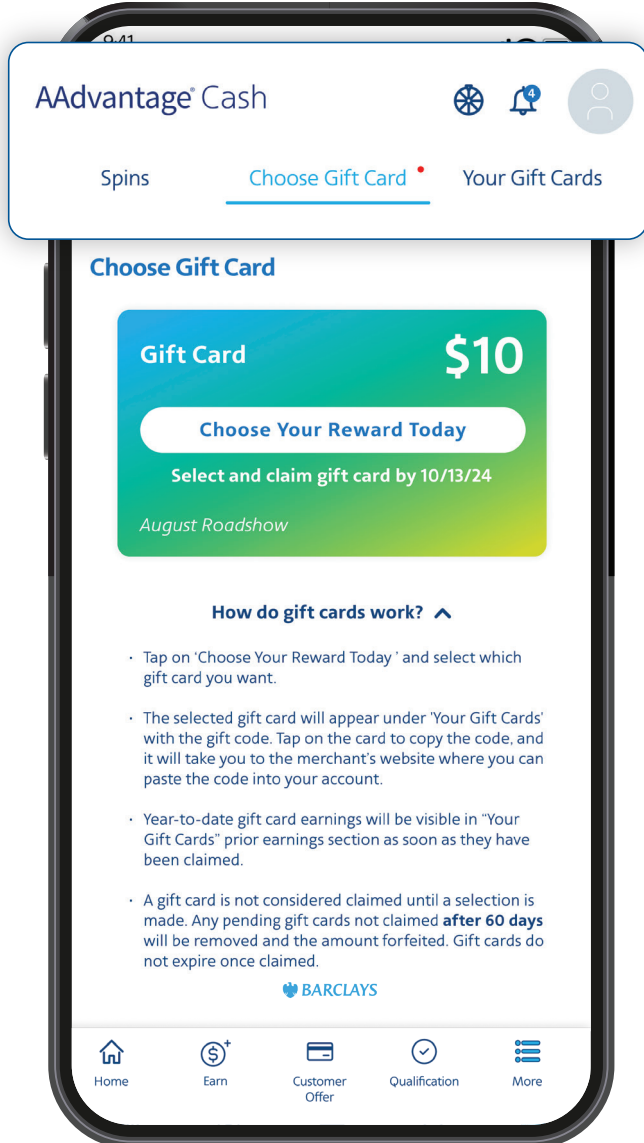 9:41
AAdvantage® Cash
4
Spins
Choose Gift Card
Your Gift Cards
Choose Gift Card
Gift Card
$10
Choose Your Reward Today
Select and claim gift card by 10/13/24
August Roadshow
How do gift cards work?
· Tap on ‘Choose Your Reward Today ’ and select which
gift card you want.
· The selected gift card will appear under ‘Your Gift Cards’
with the gift code. Tap on the card to copy the code, and
it will take you to the merchant’s website where you can
paste the code into your account.
· Year-to-date gift card earnings will be visible in “Your
Gift Cards” prior earnings section as soon as they have
been claimed.
· A gift card is not considered claimed until a selection is
made. Any pending gift cards not claimed after 60 days
will be removed and the amount forfeited. Gift cards do
not expire once claimed.
BARCLAYS
Home
Earn
Customer
Offer
Qualification
More